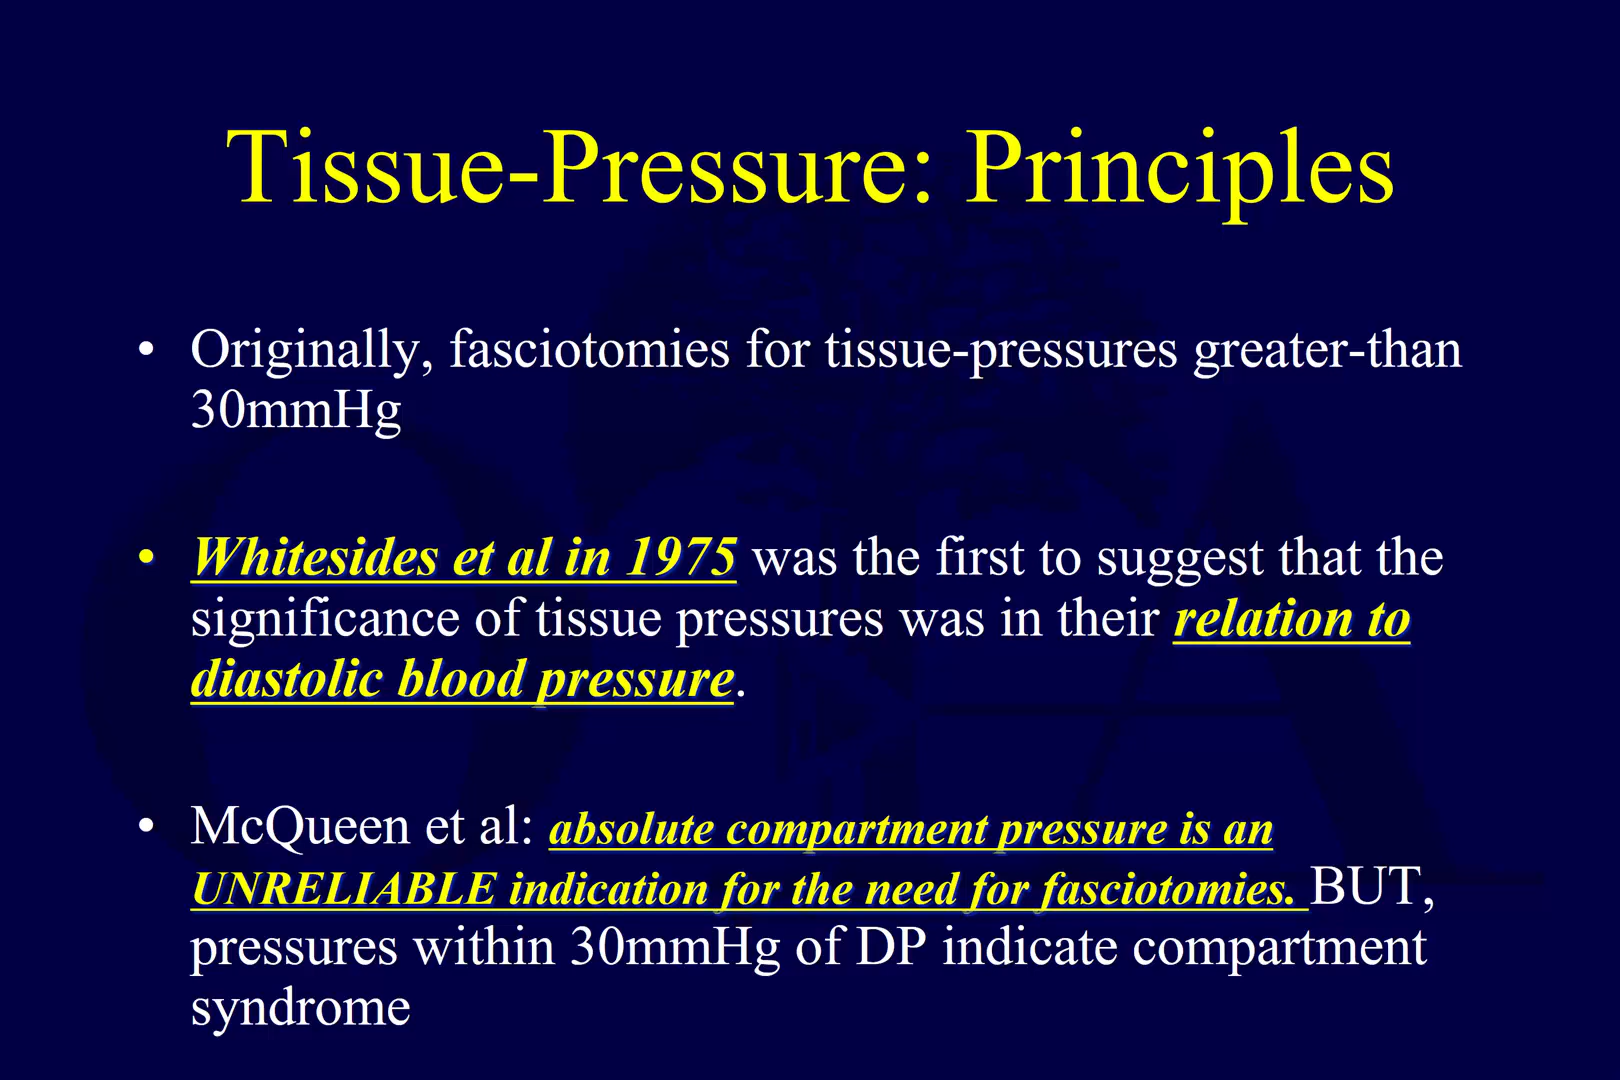 Tissue-Pressure: Principles
• Originally, fasciotomies for tissue-pressures greater-than
30mmHg
• Whitesides et al in 1975 was the first to suggest that the
significance of tissue pressures was in their relation to
diastolic blood pressure.
• McQueen et al: absolute compartment pressure is an
UNRELIABLE indication for the need for fasciotomies. BUT,
pressures within 30mmHg of DP indicate compartment
syndrome
OTA